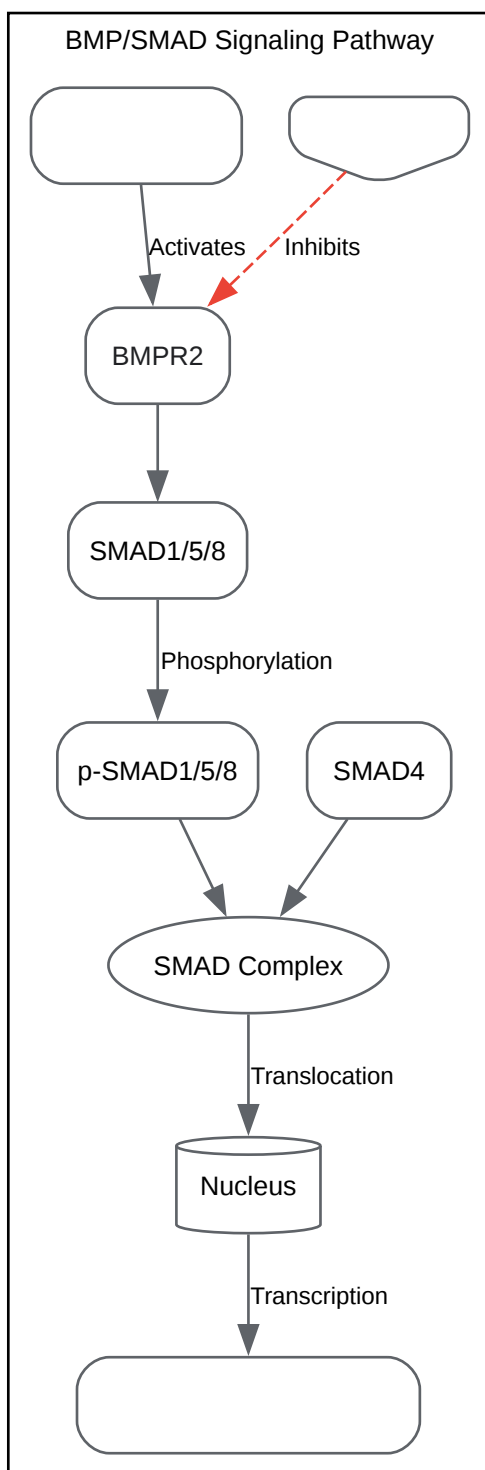 BMP/SMAD Signaling Pathway
Activates
Inhibits
BMPR2
SMAD1/5/8
Phosphorylation
p-SMAD1/5/8
SMAD4
SMAD Complex
Translocation
Nucleus
Transcription